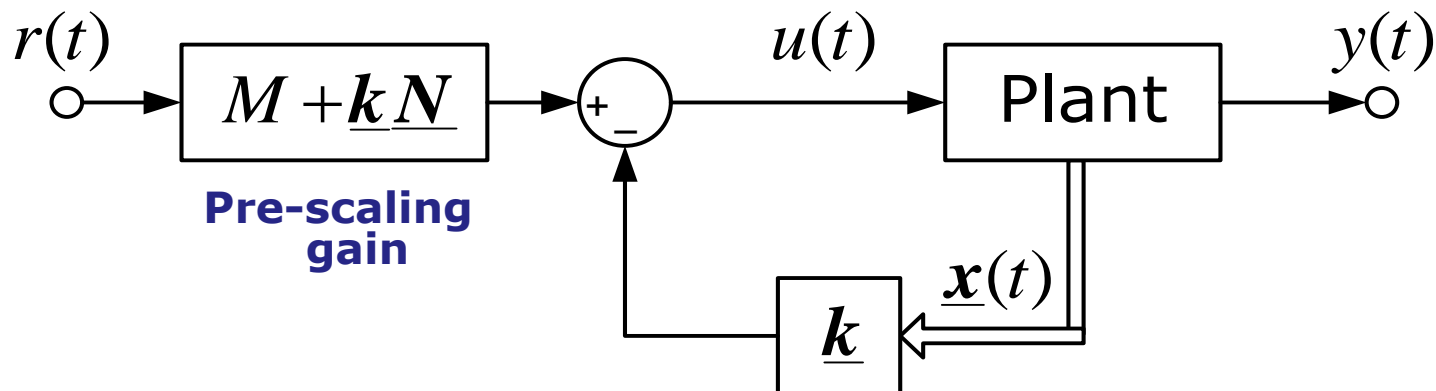 r(t)
M + k N
+
−
u(t)
Plant
y(t)
Pre-scaling
gain
x(t)
k